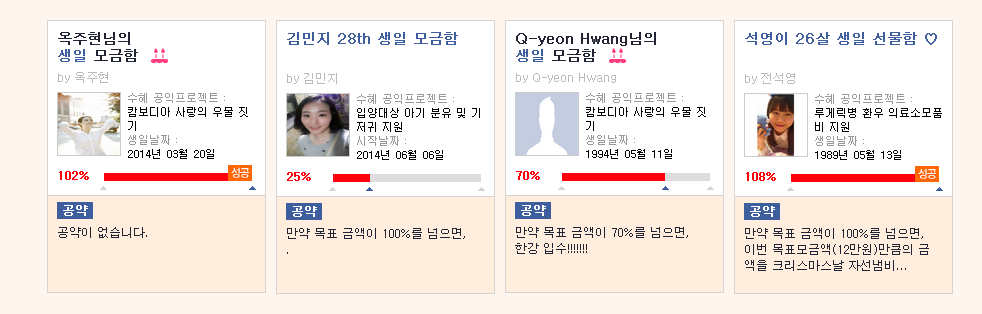 옥주현님의
생일 모금함
by 옥주현
수혜 공익프로젝트 :
캄보디아 사랑의 우물 짓
기
생일날짜 :
2014년 03월 20일
102%
성공
공약
공약이 없습니다.
김민지 28th 생일 모금함
by 김민지
수혜 공익프로젝트 :
입양대상 아기 분유 및 기
저귀 지원
시작날짜 :
2014년 06월 06일
25%
공약
만약 목표 금액이 100%를 넘으면,
.
Q-yeon Hwang님의
생일 모금함
by Q-yeon Hwang
수혜 공익프로젝트 :
캄보디아 사랑의 우물 짓
기
생일날짜 :
1994년 05월 11일
70%
공약
만약 목표 금액이 70%를 넘으면,
한강 입수!!!!!!!
석영이 26살 생일 선물함 ♡
by 전석영
수혜 공익프로젝트 :
루게릭병 환우 의료소모품
비 지원
생일날짜 :
1989년 05월 13일
108%
성공
공약
만약 목표 금액이 100%를 넘으면,
이번 목표모금액(12만원)만큼의 금
액을 크리스마스날 자선냄비...